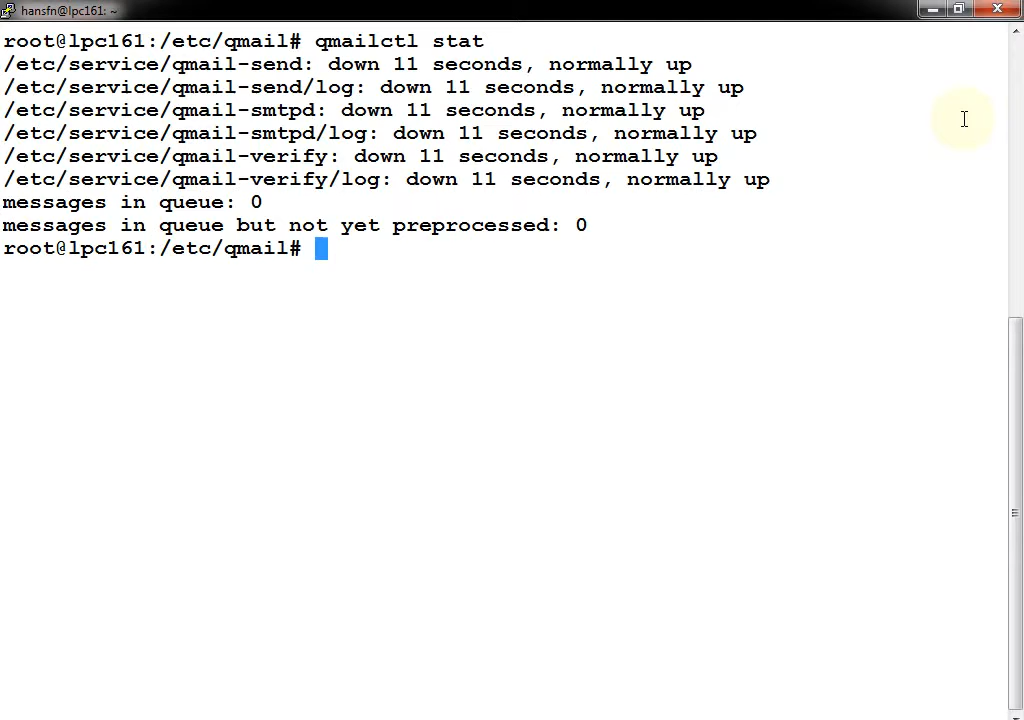 hansfn@lpc161: ~
root@lpc161:/etc/qmail# qmailctl stat
/etc/service/qmail-send: down 11 seconds, normally up
/etc/service/qmail-send/log: down 11 seconds, normally up
/etc/service/qmail-smtpd: down 11 seconds, normally up
/etc/service/qmail-smtpd/log: down 11 seconds, normally up
/etc/service/qmail-verify: down 11 seconds, normally up
/etc/service/qmail-verify/log: down 11 seconds, normally up
messages in queue: 0
messages in queue but not yet preprocessed: 0
root@lpc161:/etc/qmail#